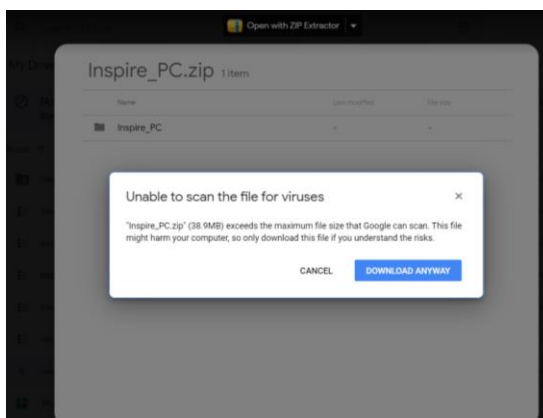 Open with ZIP Extractor
My Drive
Inspire_PC.zip 1 item
Name Last modified File size
Inspire_PC - -
Unable to scan the file for viruses
"Inspire_PC.zip" (38.9MB) exceeds the maximum file size that Google can scan. This file
might harm your computer, so only download this file if you understand the risks.
CANCEL DOWNLOAD ANYWAY